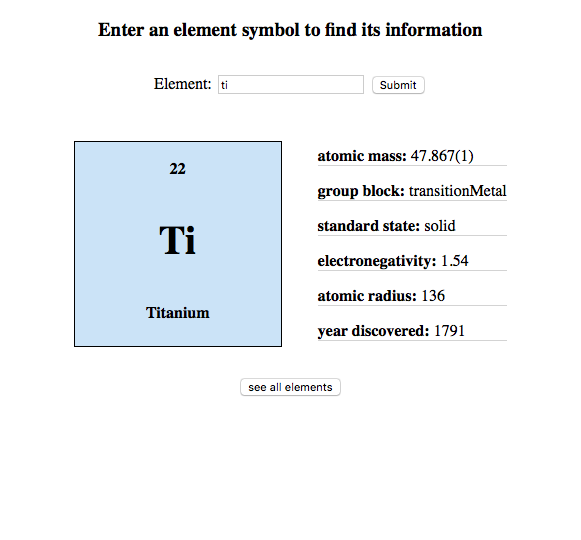 Enter an element symbol to find its information
Element: ti Submit
22
Ti
Titanium
atomic mass: 47.867(1)
group block: transitionMetal
standard state: solid
electronegativity: 1.54
atomic radius: 136
year discovered: 1791
see all elements